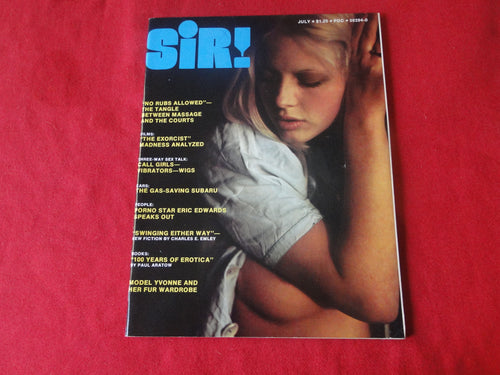 JULY • $1.25 • PDC • 38284-0
SiR!
"NO RUBS ALLOWED"—
THE TANGLE
BETWEEN MASSAGE
AND THE COURTS
FILMS:
"THE EXORCIST"
MADNESS ANALYZED
THREE-WAY SEX TALK:
CALL GIRLS—
VIBRATORS—WIGS
CARS:
THE GAS-SAVING SUBARU
PEOPLE:
PORNO STAR ERIC EDWARDS
SPEAKS OUT
"SWINGING EITHER WAY"—
NEW FICTION BY CHARLES E. EMLEY
BOOKS:
"100 YEARS OF EROTICA"
BY PAUL ARATOW
MODEL YVONNE AND
HER FUR WARDROBE